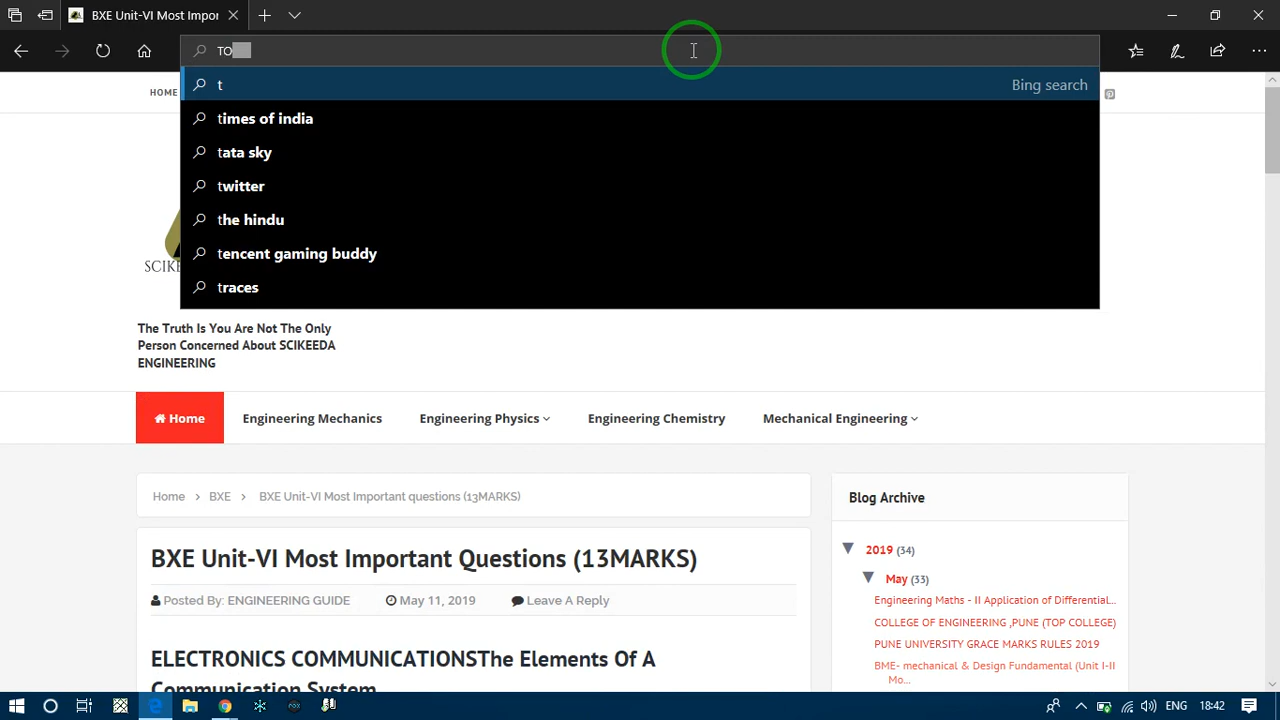 BXE Unit-VI Most Impor
TO
t
Bing search
times of india
tata sky
twitter
the hindu
tencent gaming buddy
traces
HOME
SCIKEE
The Truth Is You Are Not The Only
Person Concerned About SCIKEEDA
ENGINEERING
Home
Engineering Mechanics
Engineering Physics
Engineering Chemistry
Mechanical Engineering
Home > BXE > BXE Unit-VI Most Important questions (13MARKS)
BXE Unit-VI Most Important Questions (13MARKS)
Posted By: ENGINEERING GUIDE
May 11, 2019
Leave A Reply
ELECTRONICS COMMUNICATIONSThe Elements Of A
Communication System
Blog Archive
2019 (34)
May (33)
Engineering Maths - II Application of Differential...
COLLEGE OF ENGINEERING ,PUNE (TOP COLLEGE)
PUNE UNIVERSITY GRACE MARKS RULES 2019
BME- mechanical & Design Fundamental (Unit I-II
Mo...
ENG
18:42